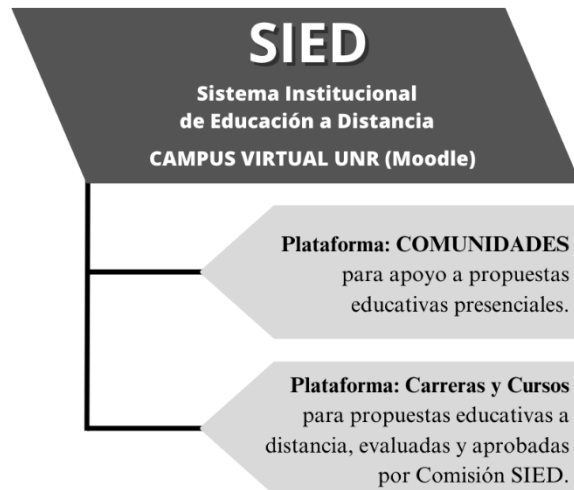 SIED
Sistema Institucional
de Educación a Distancia
CAMPUS VIRTUAL UNR (Moodle)
Plataforma: COMUNIDADES
para apoyo a propuestas
educativas presenciales.
Plataforma: Carreras y Cursos
para propuestas educativas a
distancia, evaluadas y aprobadas
por Comisión SIED.